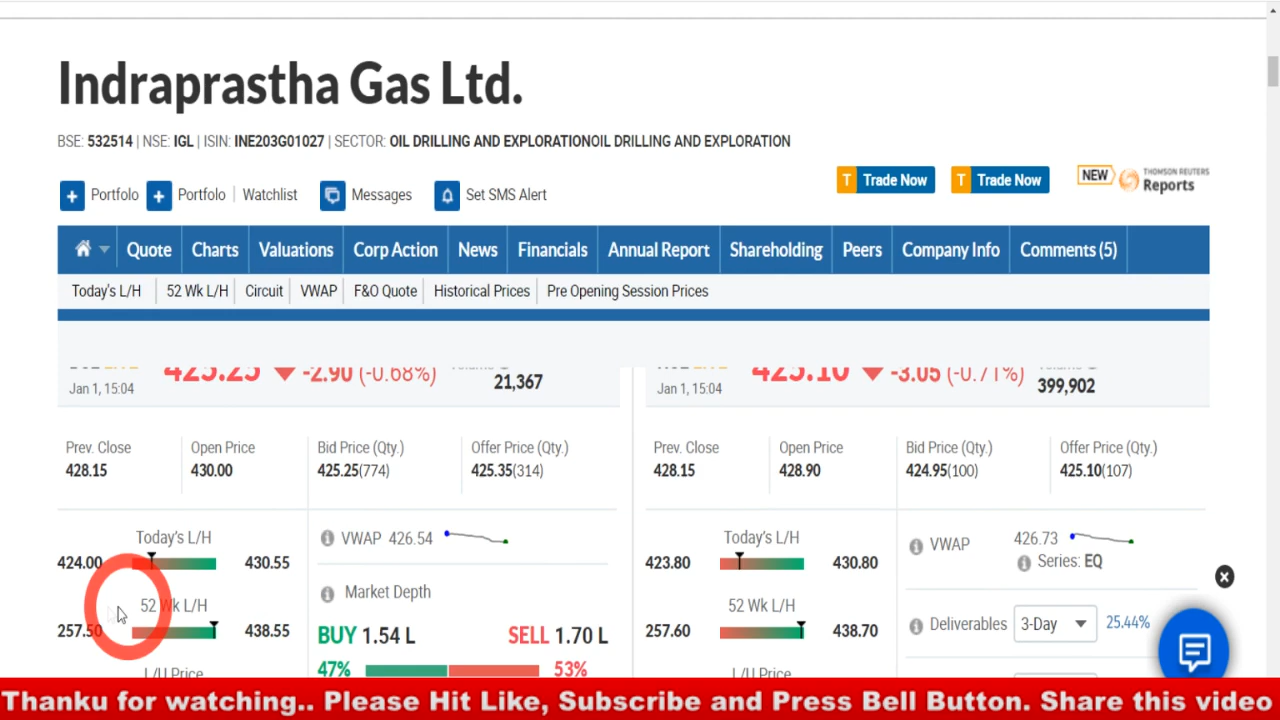 Indraprastha Gas Ltd.
BSE: 532514 | NSE: IGL | ISIN: INE203G01027 | SECTOR: OIL DRILLING AND EXPLORATIONOIL DRILLING AND EXPLORATION
T Trade Now T Trade Now NEW THOMSON REUTERS Reports
+ Portfolo + Portfolo | Watchlist Messages Set SMS Alert
Quote Charts Valuations Corp Action News Financials Annual Report Shareholding Peers Company Info Comments (5)
Today's L/H 52 Wk L/H Circuit VWAP F&O Quote Historical Prices Pre Opening Session Prices
425.25 -2.90 (-0.68%) 425.10 -3.05 (-0.71%)
Jan 1, 15:04 21,367 Jan 1, 15:04 399,902
Prev. Close Open Price Bid Price (Qty.) Offer Price (Qty.) Prev. Close Open Price Bid Price (Qty.) Offer Price (Qty.)
428.15 430.00 425.25(774) 425.35(314) 428.15 428.90 424.95(100) 425.10(107)
Today's L/H VWAP 426.54 Today's L/H VWAP 426.73
424.00 430.55 423.80 430.80 Series: EQ
52 Wk L/H Market Depth 52 Wk L/H
257.50 438.55 BUY 1.54 L SELL 1.70 L 257.60 438.70 Deliverables 3-Day 25.44%
L/U Price 47% 53% L/U Price
Thanku for watching.. Please Hit Like, Subscribe and Press Bell Button. Share this video